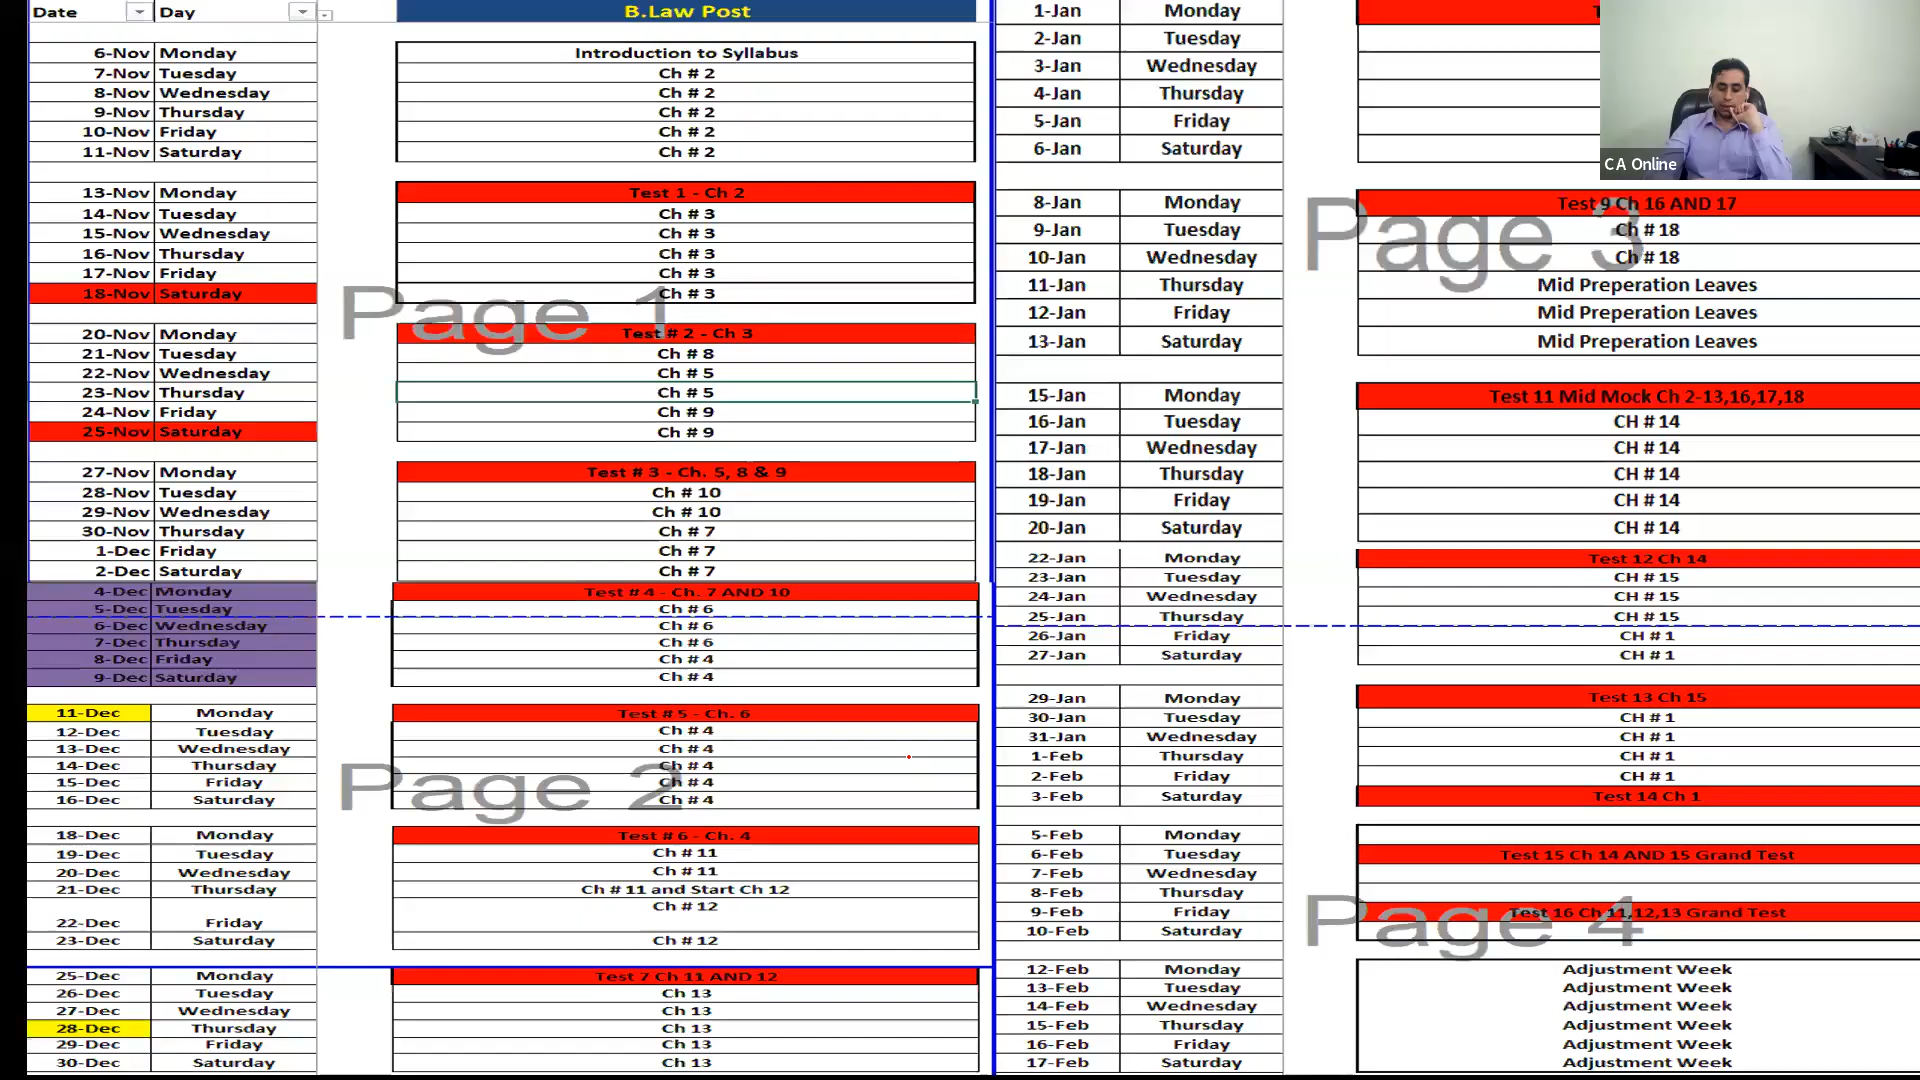 Date Day B.Law Post
6-Nov Monday Introduction to Syllabus
7-Nov Tuesday Ch # 2
8-Nov Wednesday Ch # 2
9-Nov Thursday Ch # 2
10-Nov Friday Ch # 2
11-Nov Saturday Ch # 2
13-Nov Monday Test 1 - Ch 2
14-Nov Tuesday Ch # 3
15-Nov Wednesday Ch # 3
16-Nov Thursday Ch # 3
17-Nov Friday Ch # 3
18-Nov Saturday Ch # 3
Page 1
20-Nov Monday Test # 2 - Ch 3
21-Nov Tuesday Ch # 8
22-Nov Wednesday Ch # 5
23-Nov Thursday Ch # 5
24-Nov Friday Ch # 9
25-Nov Saturday Ch # 9
27-Nov Monday Test # 3 - Ch. 5, 8 & 9
28-Nov Tuesday Ch # 10
29-Nov Wednesday Ch # 10
30-Nov Thursday Ch # 7
1-Dec Friday Ch # 7
2-Dec Saturday Ch # 7
4-Dec Monday Test # 4 - Ch. 7 AND 10
5-Dec Tuesday Ch # 6
6-Dec Wednesday Ch # 6
7-Dec Thursday Ch # 6
8-Dec Friday Ch # 4
9-Dec Saturday Ch # 4
11-Dec Monday Test # 5 - Ch. 6
12-Dec Tuesday Ch # 4
13-Dec Wednesday Ch # 4
14-Dec Thursday Ch # 4
15-Dec Friday Ch # 4
16-Dec Saturday Ch # 4
Page 2
18-Dec Monday Test # 6 - Ch. 4
19-Dec Tuesday Ch # 11
20-Dec Wednesday Ch # 11
21-Dec Thursday Ch # 11 and Start Ch 12
22-Dec Friday Ch # 12
23-Dec Saturday Ch # 12
25-Dec Monday Test 7 Ch 11 AND 12
26-Dec Tuesday Ch 13
27-Dec Wednesday Ch 13
28-Dec Thursday Ch 13
29-Dec Friday Ch 13
30-Dec Saturday Ch 13
1-Jan Monday
2-Jan Tuesday
3-Jan Wednesday
4-Jan Thursday
5-Jan Friday
6-Jan Saturday
CA Online
8-Jan Monday Test 9 Ch 16 AND 17
9-Jan Tuesday Ch # 18
10-Jan Wednesday Ch # 18
Page 3
11-Jan Thursday Mid Preperation Leaves
12-Jan Friday Mid Preperation Leaves
13-Jan Saturday Mid Preperation Leaves
15-Jan Monday Test 11 Mid Mock Ch 2-13,16,17,18
16-Jan Tuesday CH # 14
17-Jan Wednesday CH # 14
18-Jan Thursday CH # 14
19-Jan Friday CH # 14
20-Jan Saturday CH # 14
22-Jan Monday Test 12 Ch 14
23-Jan Tuesday CH # 15
24-Jan Wednesday CH # 15
25-Jan Thursday CH # 15
26-Jan Friday CH # 1
27-Jan Saturday CH # 1
29-Jan Monday Test 13 Ch 15
30-Jan Tuesday CH # 1
31-Jan Wednesday CH # 1
1-Feb Thursday CH # 1
2-Feb Friday CH # 1
3-Feb Saturday Test 14 Ch 1
5-Feb Monday
6-Feb Tuesday Test 15 Ch 14 AND 15 Grand Test
7-Feb Wednesday
8-Feb Thursday
9-Feb Friday Test 16 Ch 11,12,13 Grand Test
10-Feb Saturday
Page 4
12-Feb Monday Adjustment Week
13-Feb Tuesday Adjustment Week
14-Feb Wednesday Adjustment Week
15-Feb Thursday Adjustment Week
16-Feb Friday Adjustment Week
17-Feb Saturday Adjustment Week